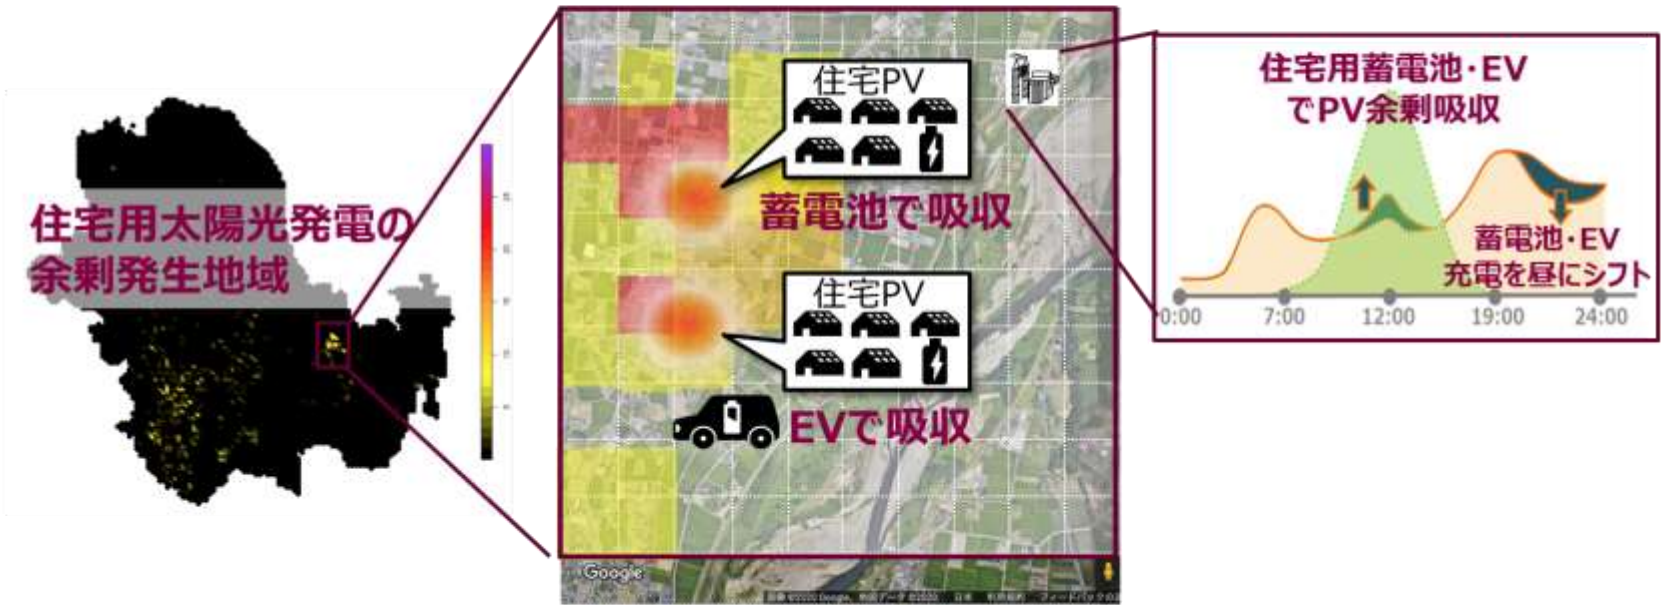 住宅用太陽光発電の
余剰発生地域
住宅PV
蓄電池で吸収
住宅PV
EVで吸収
Google
住宅用蓄電池・EV
でPV余剰吸収
蓄電池・EV
充電を昼にシフト
0:00
7:00
12:00
19:00
24:00